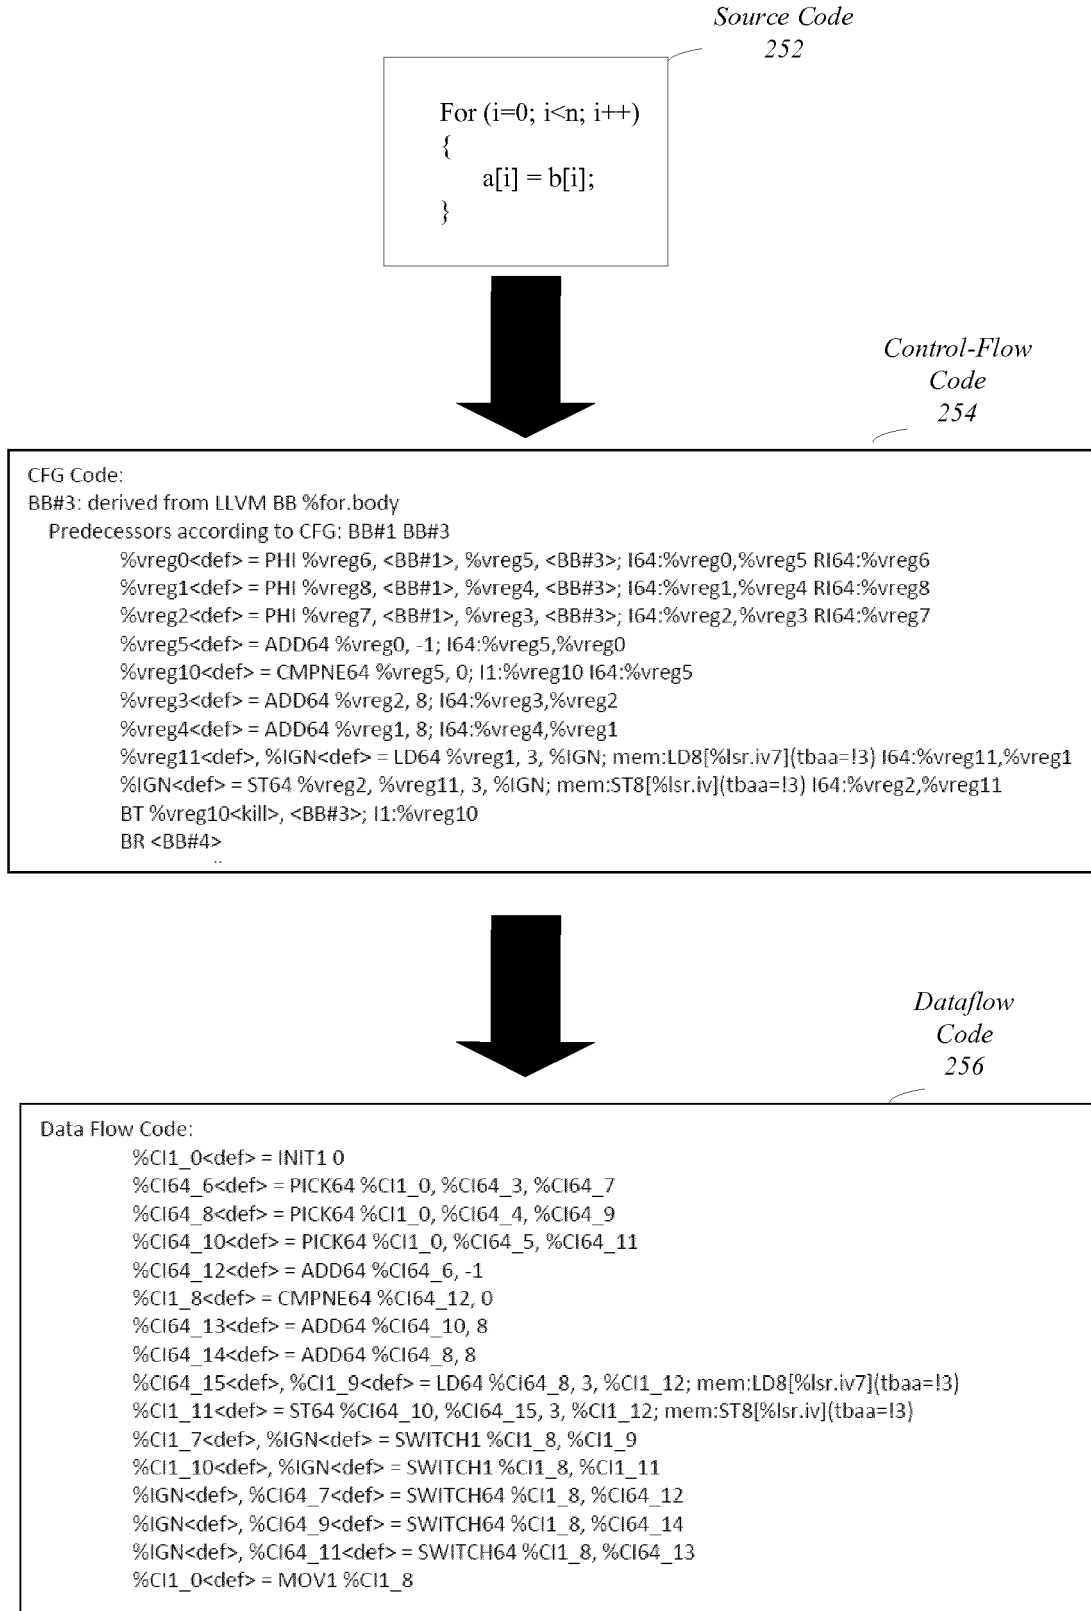 Source Code
252
For (i=0; i<n; i++)
{
a[i] = b[i];
}
Control-Flow
Code
254
CFG Code:
BB#3: derived from LLVM BB %for.body
Predecessors according to CFG: BB#1 BB#3
%vreg0<def> = PHI %vreg6, <BB#1>, %vreg5, <BB#3>; I64:%vreg0,%vreg5 RI64:%vreg6
%vreg1<def> = PHI %vreg8, <BB#1>, %vreg4, <BB#3>; I64:%vreg1,%vreg4 RI64:%vreg8
%vreg2<def> = PHI %vreg7, <BB#1>, %vreg3, <BB#3>; I64:%vreg2,%vreg3 RI64:%vreg7
%vreg5<def> = ADD64 %vreg0, -1; I64:%vreg5,%vreg0
%vreg10<def> = CMPNE64 %vreg5, 0; I1:%vreg10 I64:%vreg5
%vreg3<def> = ADD64 %vreg2, 8; I64:%vreg3,%vreg2
%vreg4<def> = ADD64 %vreg1, 8; I64:%vreg4,%vreg1
%vreg11<def>, %IGN<def> = LD64 %vreg1, 3, %IGN; mem:LD8[%lsr.iv7](tbaa=!3) I64:%vreg11,%vreg1
%IGN<def> = ST64 %vreg2, %vreg11, 3, %IGN; mem:ST8[%lsr.iv](tbaa=!3) I64:%vreg2,%vreg11
BT %vreg10<kill>, <BB#3>; I1:%vreg10
BR <BB#4>
Dataflow
Code
256
Data Flow Code:
%CI1_0<def> = INIT1 0
%CI64_6<def> = PICK64 %CI1_0, %CI64_3, %CI64_7
%CI64_8<def> = PICK64 %CI1_0, %CI64_4, %CI64_9
%CI64_10<def> = PICK64 %CI1_0, %CI64_5, %CI64_11
%CI64_12<def> = ADD64 %CI64_6, -1
%CI1_8<def> = CMPNE64 %CI64_12, 0
%CI64_13<def> = ADD64 %CI64_10, 8
%CI64_14<def> = ADD64 %CI64_8, 8
%CI64_15<def>, %CI1_9<def> = LD64 %CI64_8, 3, %CI1_12; mem:LD8[%lsr.iv7](tbaa=!3)
%CI1_11<def> = ST64 %CI64_10, %CI64_15, 3, %CI1_12; mem:ST8[%lsr.iv](tbaa=!3)
%CI1_7<def>, %IGN<def> = SWITCH1 %CI1_8, %CI1_9
%CI1_10<def>, %IGN<def> = SWITCH1 %CI1_8, %CI1_11
%IGN<def>, %CI64_7<def> = SWITCH64 %CI1_8, %CI64_12
%IGN<def>, %CI64_9<def> = SWITCH64 %CI1_8, %CI64_14
%IGN<def>, %CI64_11<def> = SWITCH64 %CI1_8, %CI64_13
%CI1_0<def> = MOV1 %CI1_8